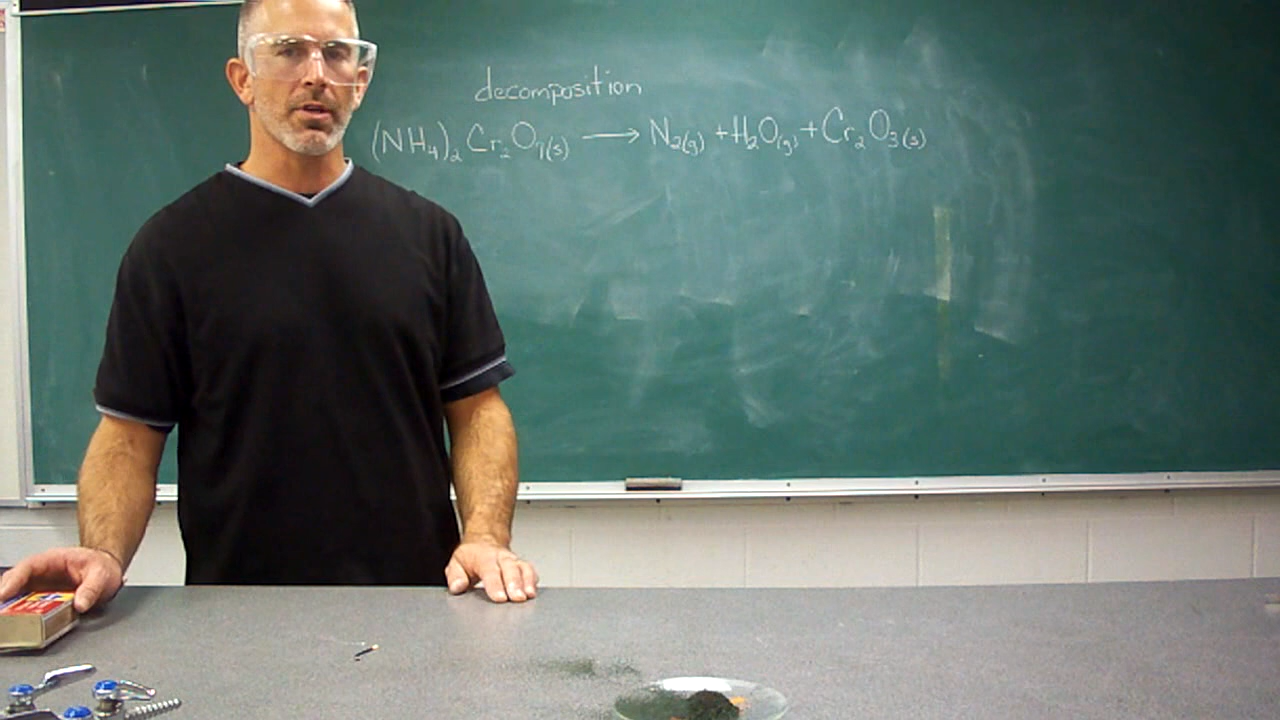 decomposition
(NH₄)₂Cr₂O₇(s) ⟶ N₂(g) + H₂O(g) + Cr₂O₃(s)